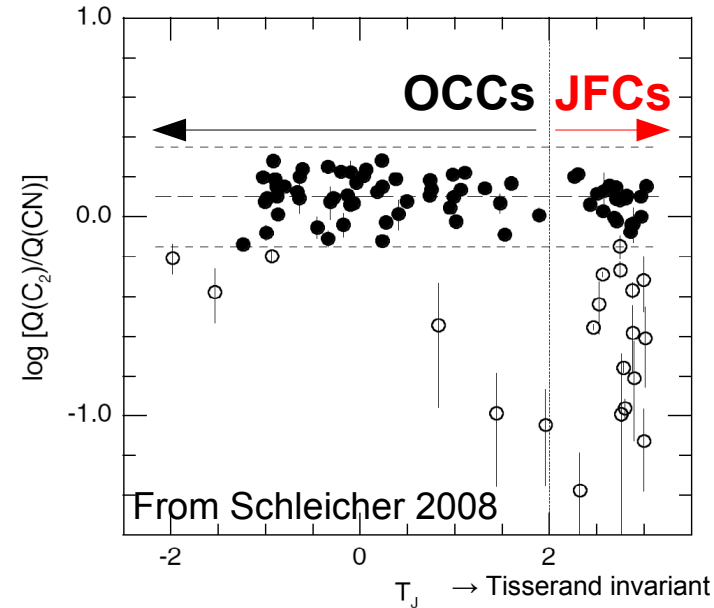 1.0
OCCs JFCs
0.0
log [Q(C₂)/Q(CN)]
-1.0
From Schleicher 2008
-2 0 2
T_J → Tisserand invariant